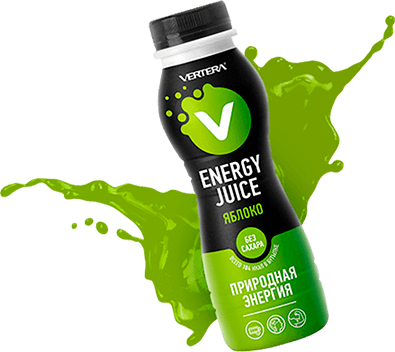 VERTERA
V
ENERGY
JUICE
ЯБЛОКО
БЕЗ
САХАРА
ПРИРОДНАЯ
ЭНЕРГИЯ